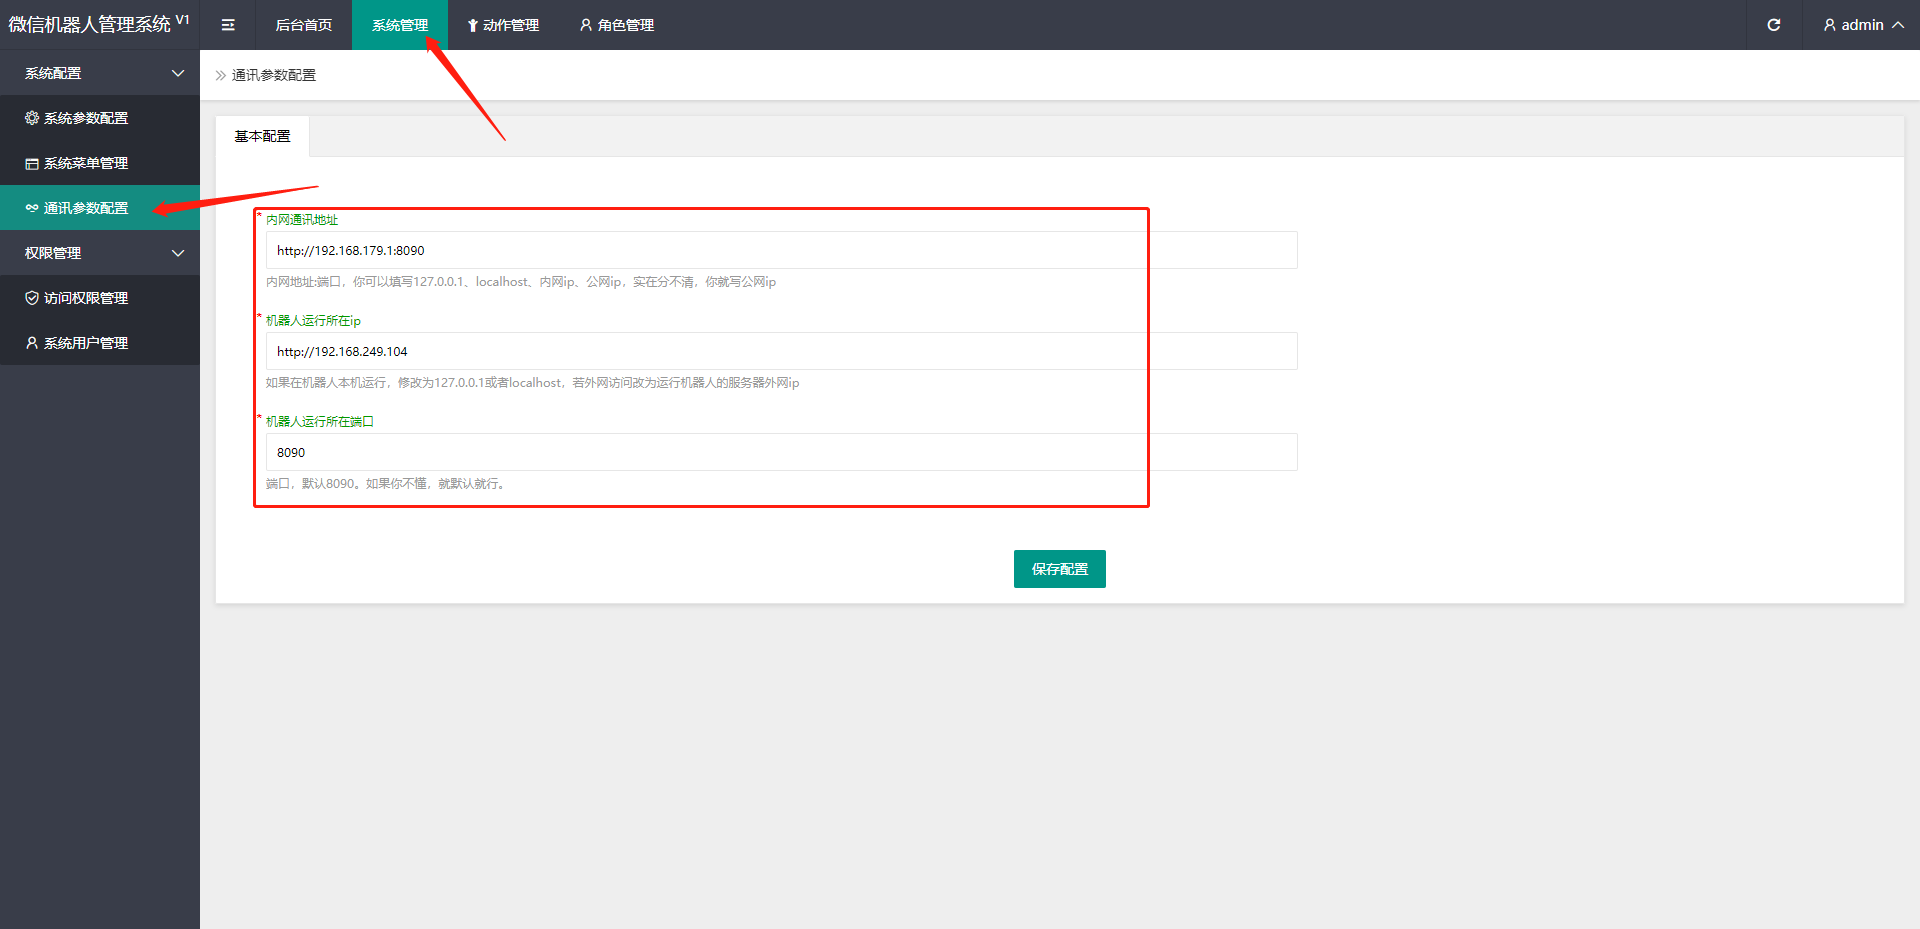 微信机器人管理系统 V1
后台首页
系统管理
动作管理
角色管理
admin
系统配置
系统参数配置
系统菜单管理
通讯参数配置
权限管理
访问权限管理
系统用户管理
通讯参数配置
基本配置
* 内网通讯地址
http://192.168.179.1:8090
内网地址:端口，你可以填写127.0.0.1、localhost、内网ip、公网ip，实在分不清，你就写公网ip
* 机器人运行所在ip
http://192.168.249.104
如果在机器人本机运行，修改为127.0.0.1或者localhost，若外网访问改为运行机器人的服务器外网ip
* 机器人运行所在端口
8090
端口，默认8090。如果你不懂，就默认就行。
保存配置